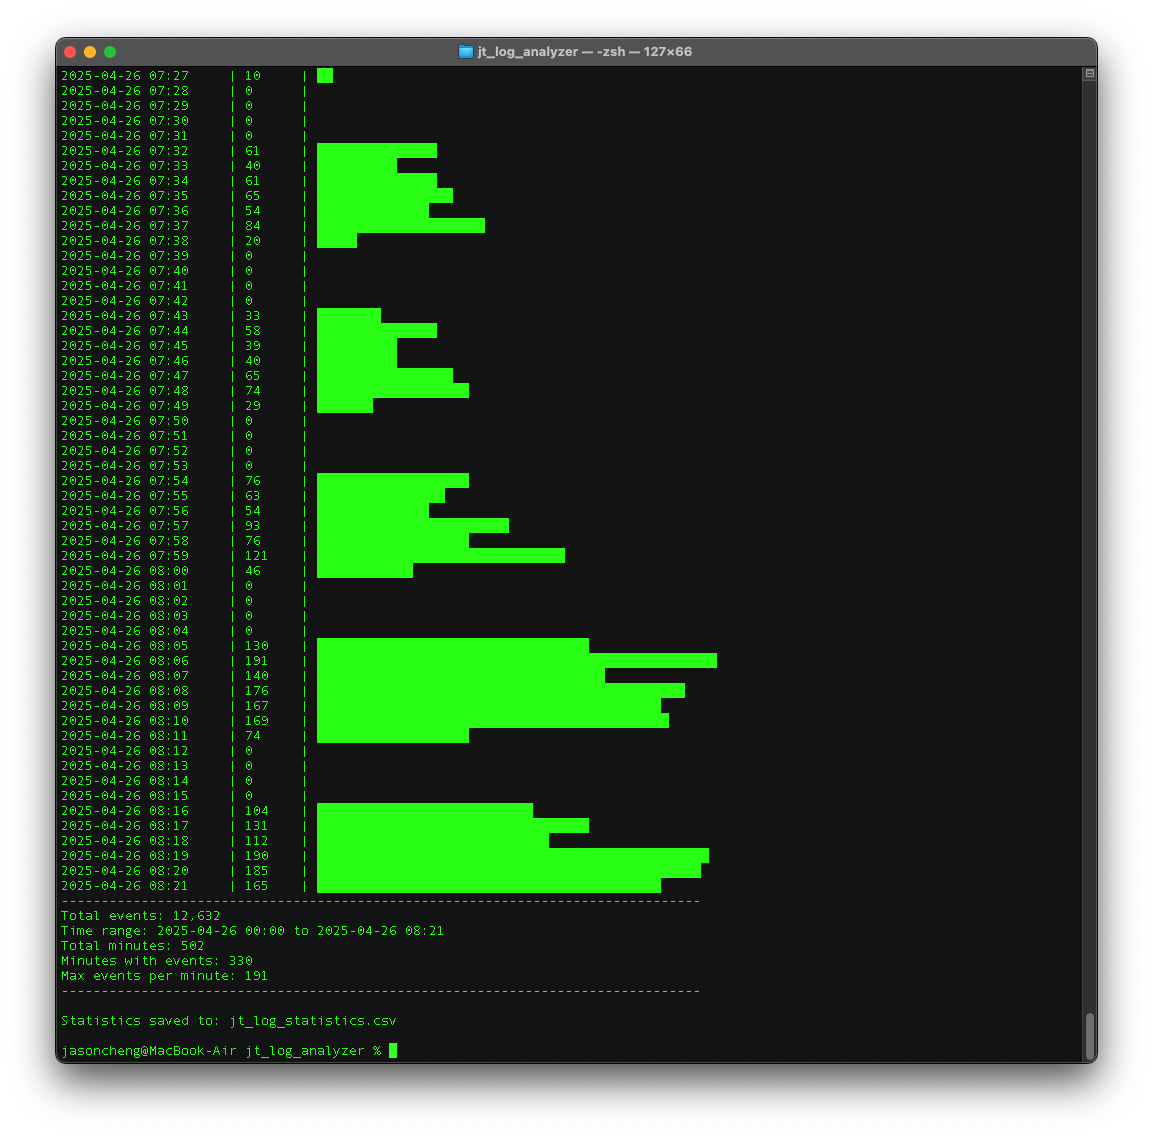 jt_log_analyzer — -zsh — 127×66
2025-04-26 07:27 | 10 |
2025-04-26 07:28 | 0 |
2025-04-26 07:29 | 0 |
2025-04-26 07:30 | 0 |
2025-04-26 07:31 | 0 |
2025-04-26 07:32 | 61 |
2025-04-26 07:33 | 40 |
2025-04-26 07:34 | 61 |
2025-04-26 07:35 | 65 |
2025-04-26 07:36 | 54 |
2025-04-26 07:37 | 84 |
2025-04-26 07:38 | 20 |
2025-04-26 07:39 | 0 |
2025-04-26 07:40 | 0 |
2025-04-26 07:41 | 0 |
2025-04-26 07:42 | 0 |
2025-04-26 07:43 | 33 |
2025-04-26 07:44 | 58 |
2025-04-26 07:45 | 39 |
2025-04-26 07:46 | 40 |
2025-04-26 07:47 | 65 |
2025-04-26 07:48 | 74 |
2025-04-26 07:49 | 29 |
2025-04-26 07:50 | 0 |
2025-04-26 07:51 | 0 |
2025-04-26 07:52 | 0 |
2025-04-26 07:53 | 0 |
2025-04-26 07:54 | 76 |
2025-04-26 07:55 | 63 |
2025-04-26 07:56 | 54 |
2025-04-26 07:57 | 93 |
2025-04-26 07:58 | 76 |
2025-04-26 07:59 | 121 |
2025-04-26 08:00 | 46 |
2025-04-26 08:01 | 0 |
2025-04-26 08:02 | 0 |
2025-04-26 08:03 | 0 |
2025-04-26 08:04 | 0 |
2025-04-26 08:05 | 130 |
2025-04-26 08:06 | 191 |
2025-04-26 08:07 | 140 |
2025-04-26 08:08 | 176 |
2025-04-26 08:09 | 167 |
2025-04-26 08:10 | 169 |
2025-04-26 08:11 | 74 |
2025-04-26 08:12 | 0 |
2025-04-26 08:13 | 0 |
2025-04-26 08:14 | 0 |
2025-04-26 08:15 | 0 |
2025-04-26 08:16 | 104 |
2025-04-26 08:17 | 131 |
2025-04-26 08:18 | 112 |
2025-04-26 08:19 | 190 |
2025-04-26 08:20 | 185 |
2025-04-26 08:21 | 165 |
--------------------------------------------------------------------------------
Total events: 12,632
Time range: 2025-04-26 00:00 to 2025-04-26 08:21
Total minutes: 502
Minutes with events: 330
Max events per minute: 191
--------------------------------------------------------------------------------
Statistics saved to: jt_log_statistics.csv
jasoncheng@MacBook-Air jt_log_analyzer %